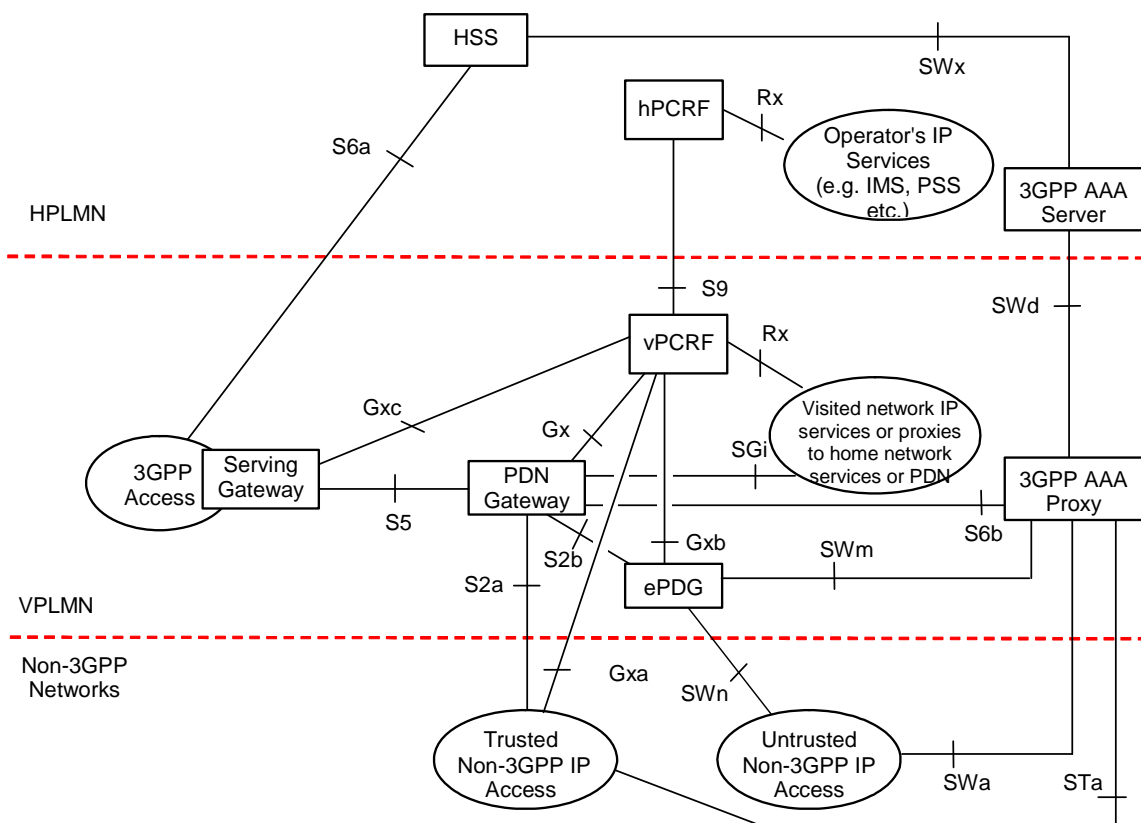 HSS
SWx
hPCRF
Rx
Operator's IP
Services
(e.g. IMS, PSS
etc.)
S6a
3GPP AAA
Server
HPLMN
S9
SWd
vPCRF
Rx
Gxc
Gx
Visited network IP
services or proxies
to home network
services or PDN
SGi
3GPP
Access
Serving
Gateway
PDN
Gateway
3GPP AAA
Proxy
S5
S6b
S2b
Gxb
SWm
S2a
ePDG
VPLMN
Non-3GPP
Networks
Gxa
SWn
Trusted
Non-3GPP IP
Access
Untrusted
Non-3GPP IP
Access
SWa
STa